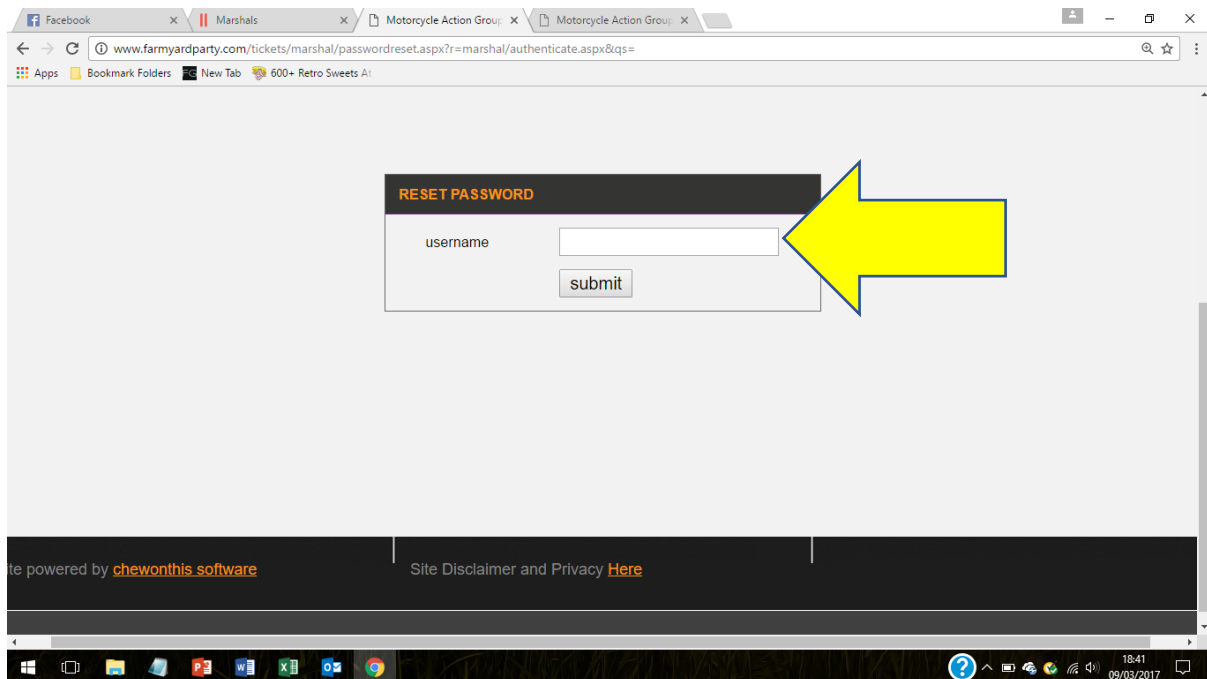 Facebook
Marshals
Motorcycle Action Group
Motorcycle Action Group
www.farmyardparty.com/tickets/marshal/passwordreset.aspx?r=marshal/authenticate.aspx&qs=
Apps Bookmark Folders FG New Tab 600+ Retro Sweets At
RESET PASSWORD
username
submit
ite powered by chewonthis software
Site Disclaimer and Privacy Here
18:41
09/03/2017